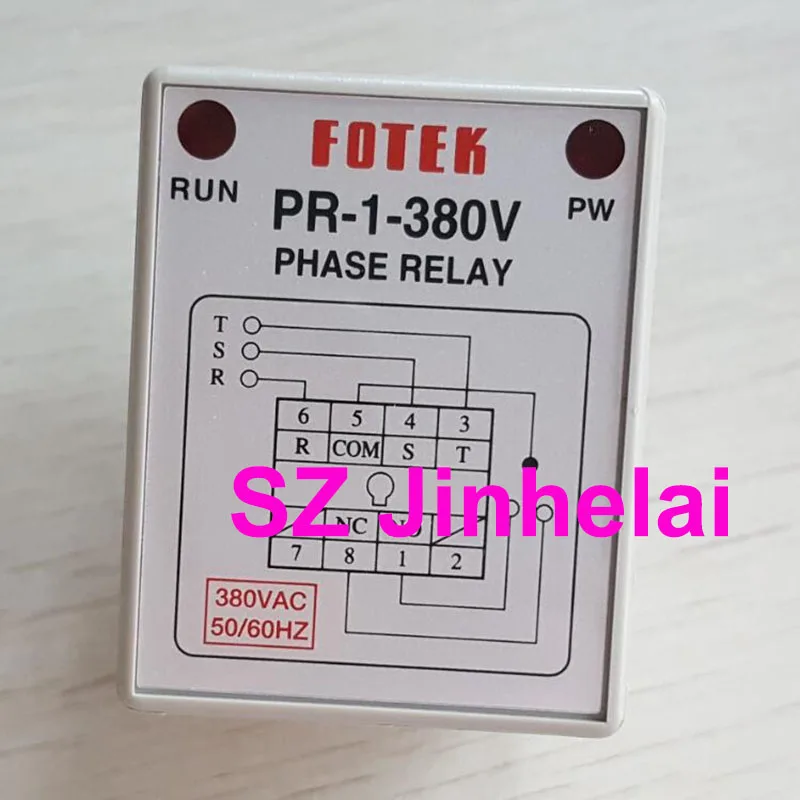 FOTEK
RUN
PR-1-380V
PW
PHASE RELAY
T
S
R
6 5 4 3
R COM S T
SZ Jinhelai
NC NO
7 8 1 2
380VAC
50/60HZ